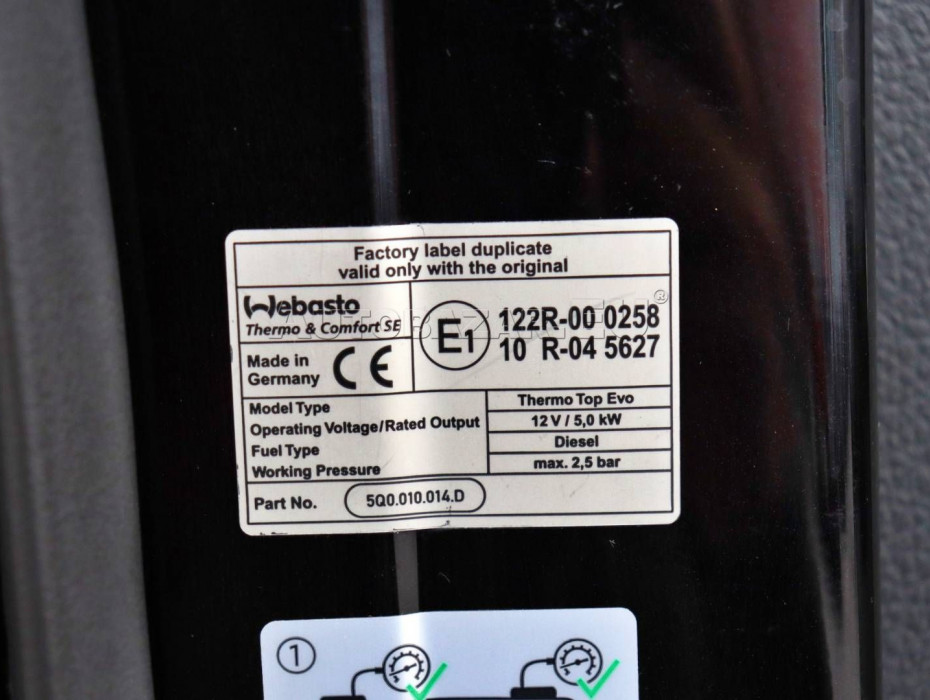 Factory label duplicate
valid only with the original
Webasto
Thermo & Comfort SE
Made in
Germany
CE
E1
122R-00 0258
10 R-04 5627
Model Type
Thermo Top Evo
Operating Voltage/Rated Output
12 V / 5,0 kW
Fuel Type
Diesel
Working Pressure
max. 2,5 bar
Part No.
5Q0.010.014.D
1